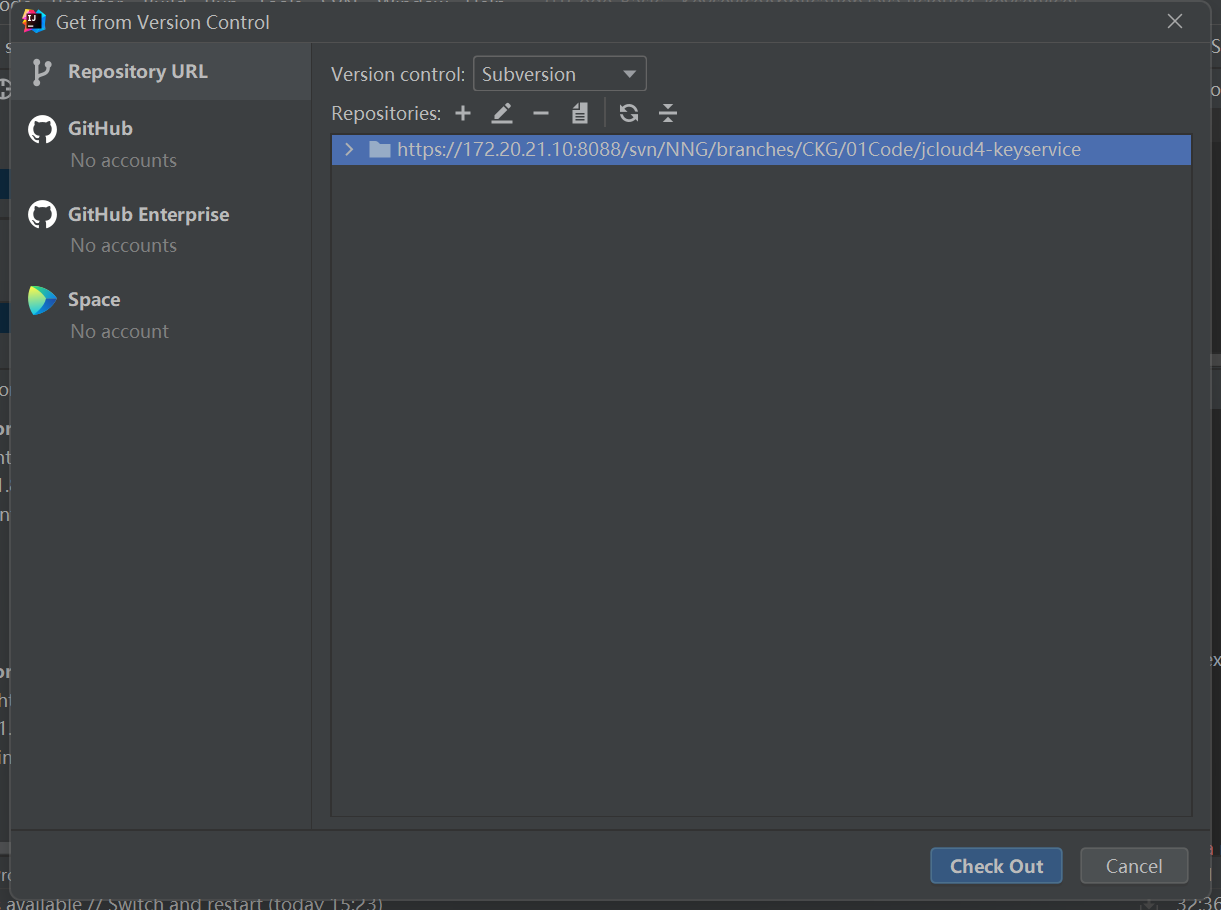 Get from Version Control
Repository URL
GitHub
No accounts
GitHub Enterprise
No accounts
Space
No account
Version control: Subversion
Repositories:
https://172.20.21.10:8088/svn/NNG/branches/CKG/01Code/jcloud4-keyservice
Check Out
Cancel
available // Switch and restart (today 15:23)
32:36